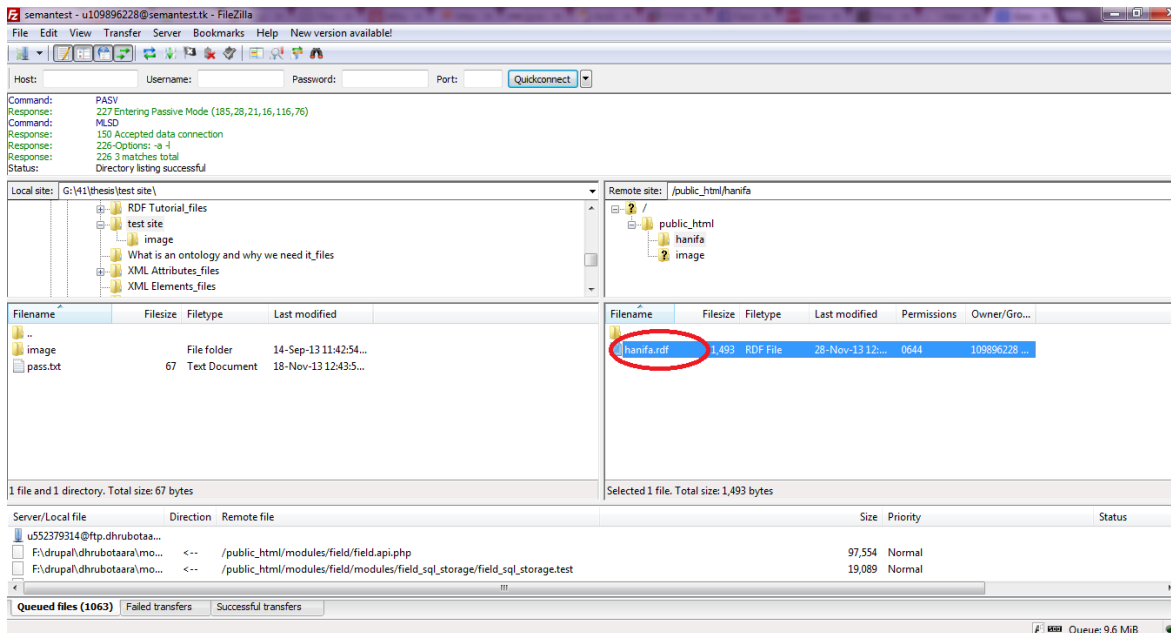 semantest - u109896228@semantest.tk - FileZilla
File Edit View Transfer Server Bookmarks Help New version available!
Host: Username: Password: Port: Quickconnect
Command: PASV
Response: 227 Entering Passive Mode (185,28,21,16,116,76)
Command: MLSD
Response: 150 Accepted data connection
Response: 226-Options: -a -l
Response: 226 3 matches total
Status: Directory listing successful
Local site: G:\41\thesis\test site\
RDF Tutorial_files
test site
image
What is an ontology and why we need it_files
XML Attributes_files
XML Elements_files
Remote site: /public_html/hanifa
/
public_html
hanifa
image
Filename Filesize Filetype Last modified
..
image File folder 14-Sep-13 11:42:54...
pass.txt 67 Text Document 18-Nov-13 12:43:5...
1 file and 1 directory. Total size: 67 bytes
Filename Filesize Filetype Last modified Permissions Owner/Gro...
hanifa.rdf 1,493 RDF File 28-Nov-13 12:... 0644 109896228 ...
Selected 1 file. Total size: 1,493 bytes
Server/Local file Direction Remote file Size Priority Status
u552379314@ftp.dhrubotaa...
F:\drupal\dhrubotaara\mo... <-- /public_html/modules/field/field.api.php 97,554 Normal
F:\drupal\dhrubotaara\mo... <-- /public_html/modules/field/modules/field_sql_storage/field_sql_storage.test 19,089 Normal
Queued files (1063) Failed transfers Successful transfers
Queue: 9.6 MiB